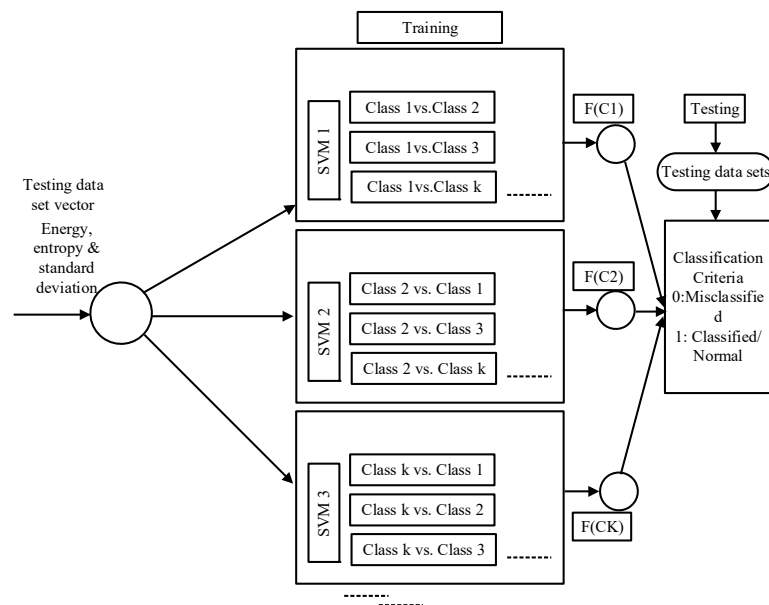 Training
SVM 1
Class 1vs.Class 2
Class 1vs.Class 3
Class 1vs.Class k
F(C1)
Testing
Testing data sets
Testing data
set vector
Energy,
entropy &
standard
deviation
SVM 2
Class 2 vs. Class 1
Class 2 vs. Class 3
Class 2 vs. Class k
F(C2)
Classification
Criteria
0:Misclassifie
d
1: Classified/
Normal
SVM 3
Class k vs. Class 1
Class k vs. Class 2
Class k vs. Class 3
F(CK)